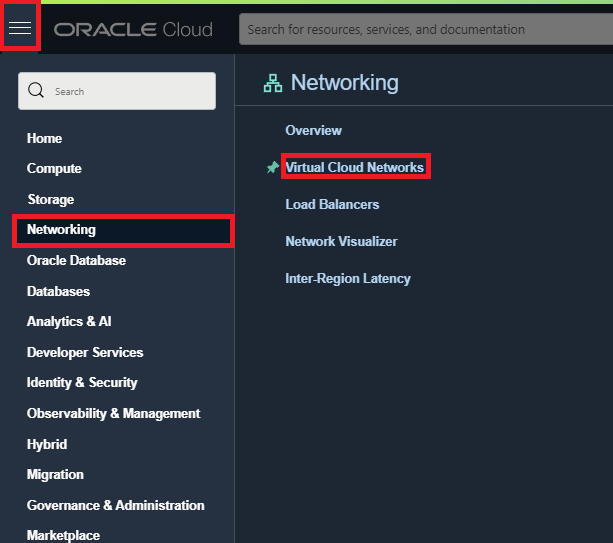 ORACLE Cloud
Search for resources, services, and documentation
Search
Home
Compute
Storage
Networking
Oracle Database
Databases
Analytics & AI
Developer Services
Identity & Security
Observability & Management
Hybrid
Migration
Governance & Administration
Marketplace
Networking
Overview
Virtual Cloud Networks
Load Balancers
Network Visualizer
Inter-Region Latency